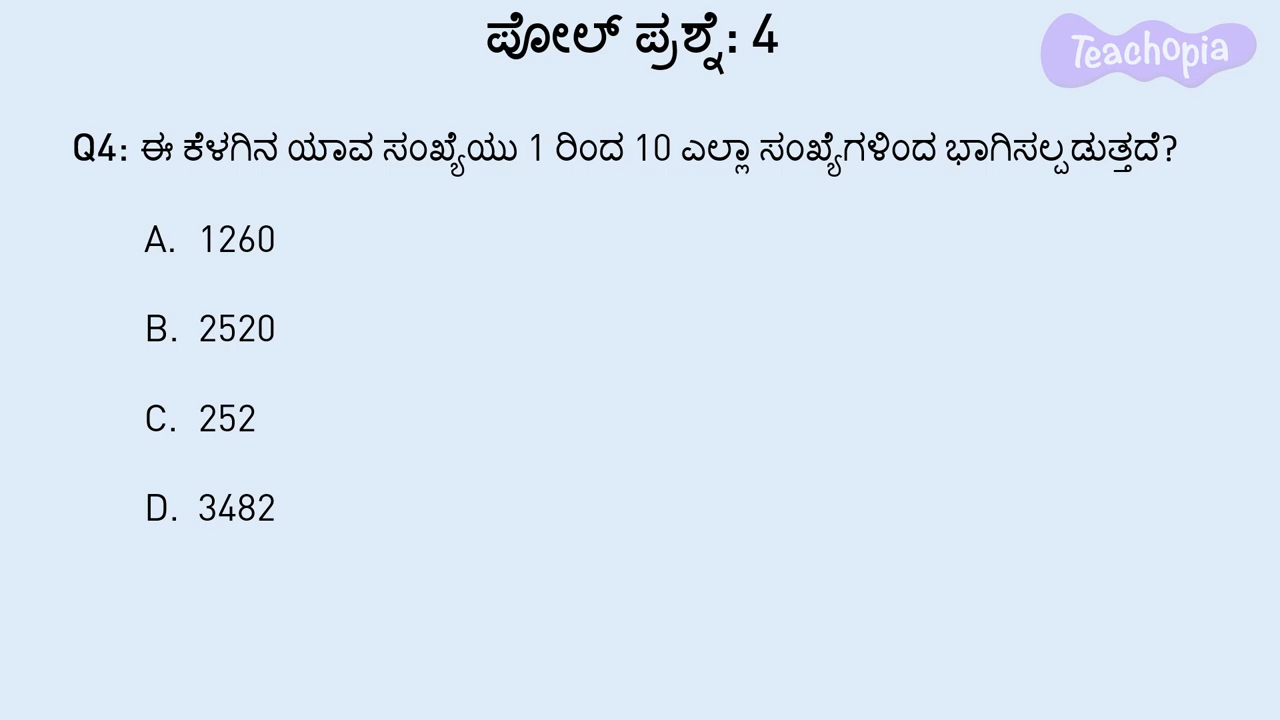 ಪೋಲ್ ಪ್ರಶ್ನೆ: 4
Teachopia
Q4: ಈ ಕೆಳಗಿನ ಯಾವ ಸಂಖ್ಯೆಯು 1 ರಿಂದ 10 ಎಲ್ಲಾ ಸಂಖ್ಯೆಗಳಿಂದ ಭಾಗಿಸಲ್ಪಡುತ್ತದೆ?
A. 1260
B. 2520
C. 252
D. 3482